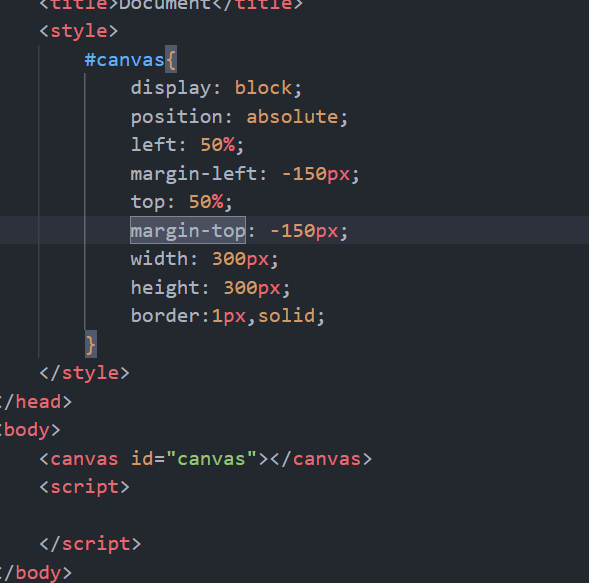 <title>Document</title>
<style>
#canvas{
display: block;
position: absolute;
left: 50%;
margin-left: -150px;
top: 50%;
margin-top: -150px;
width: 300px;
height: 300px;
border:1px,solid;
}
</style>
</head>
<body>
<canvas id="canvas"></canvas>
<script>
</script>
</body>